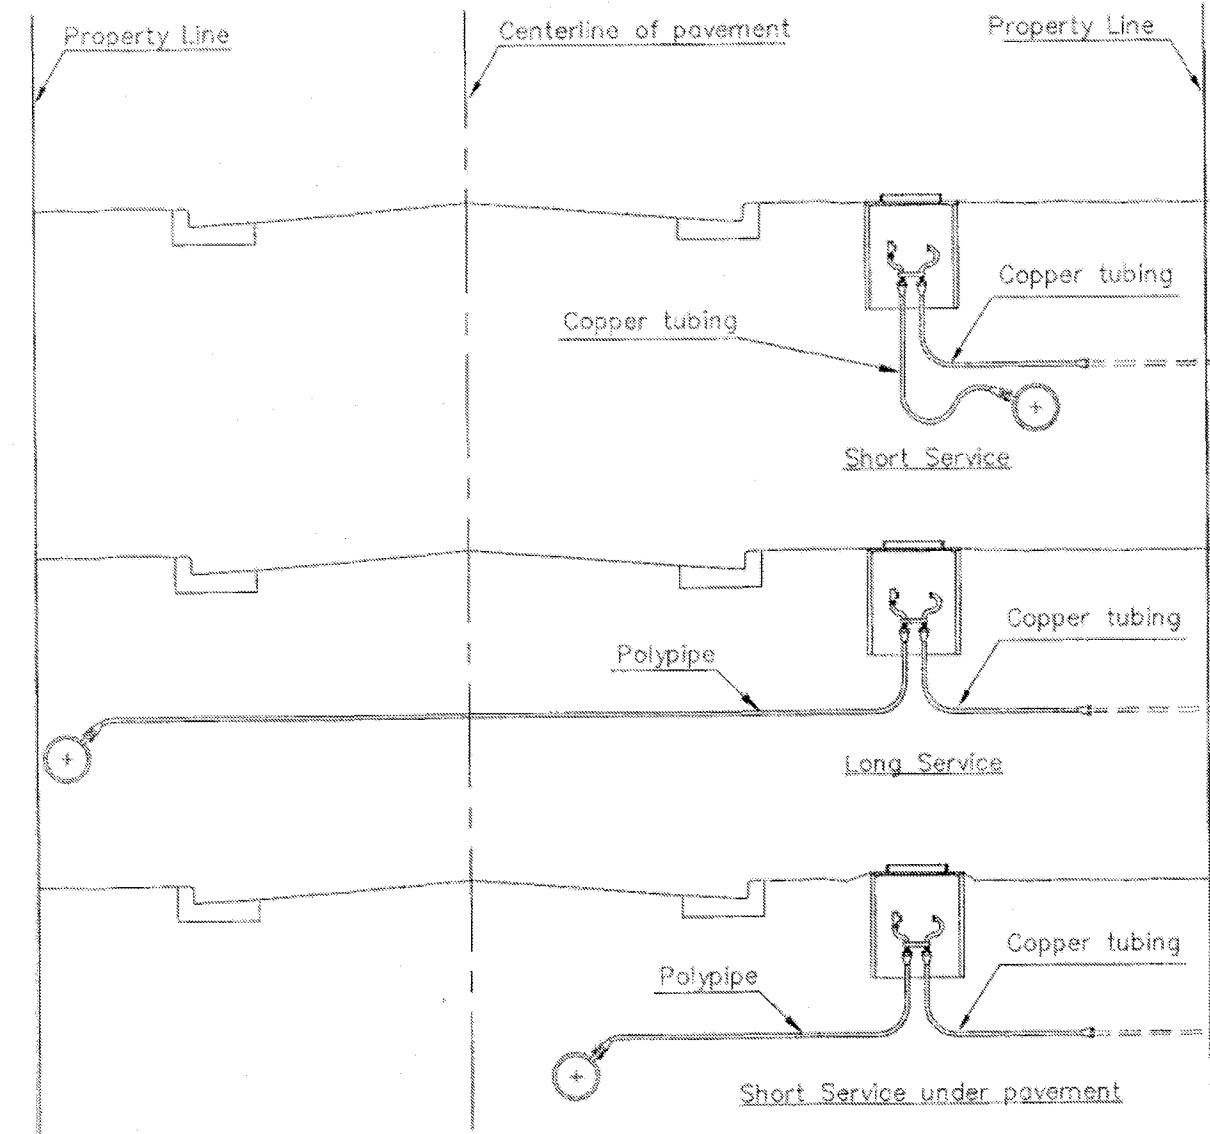 Property Line
Centerline of pavement
Property Line
Copper tubing
Copper tubing
Short Service
Copper tubing
Polypipe
Long Service
Copper tubing
Polypipe
Short Service under pavement